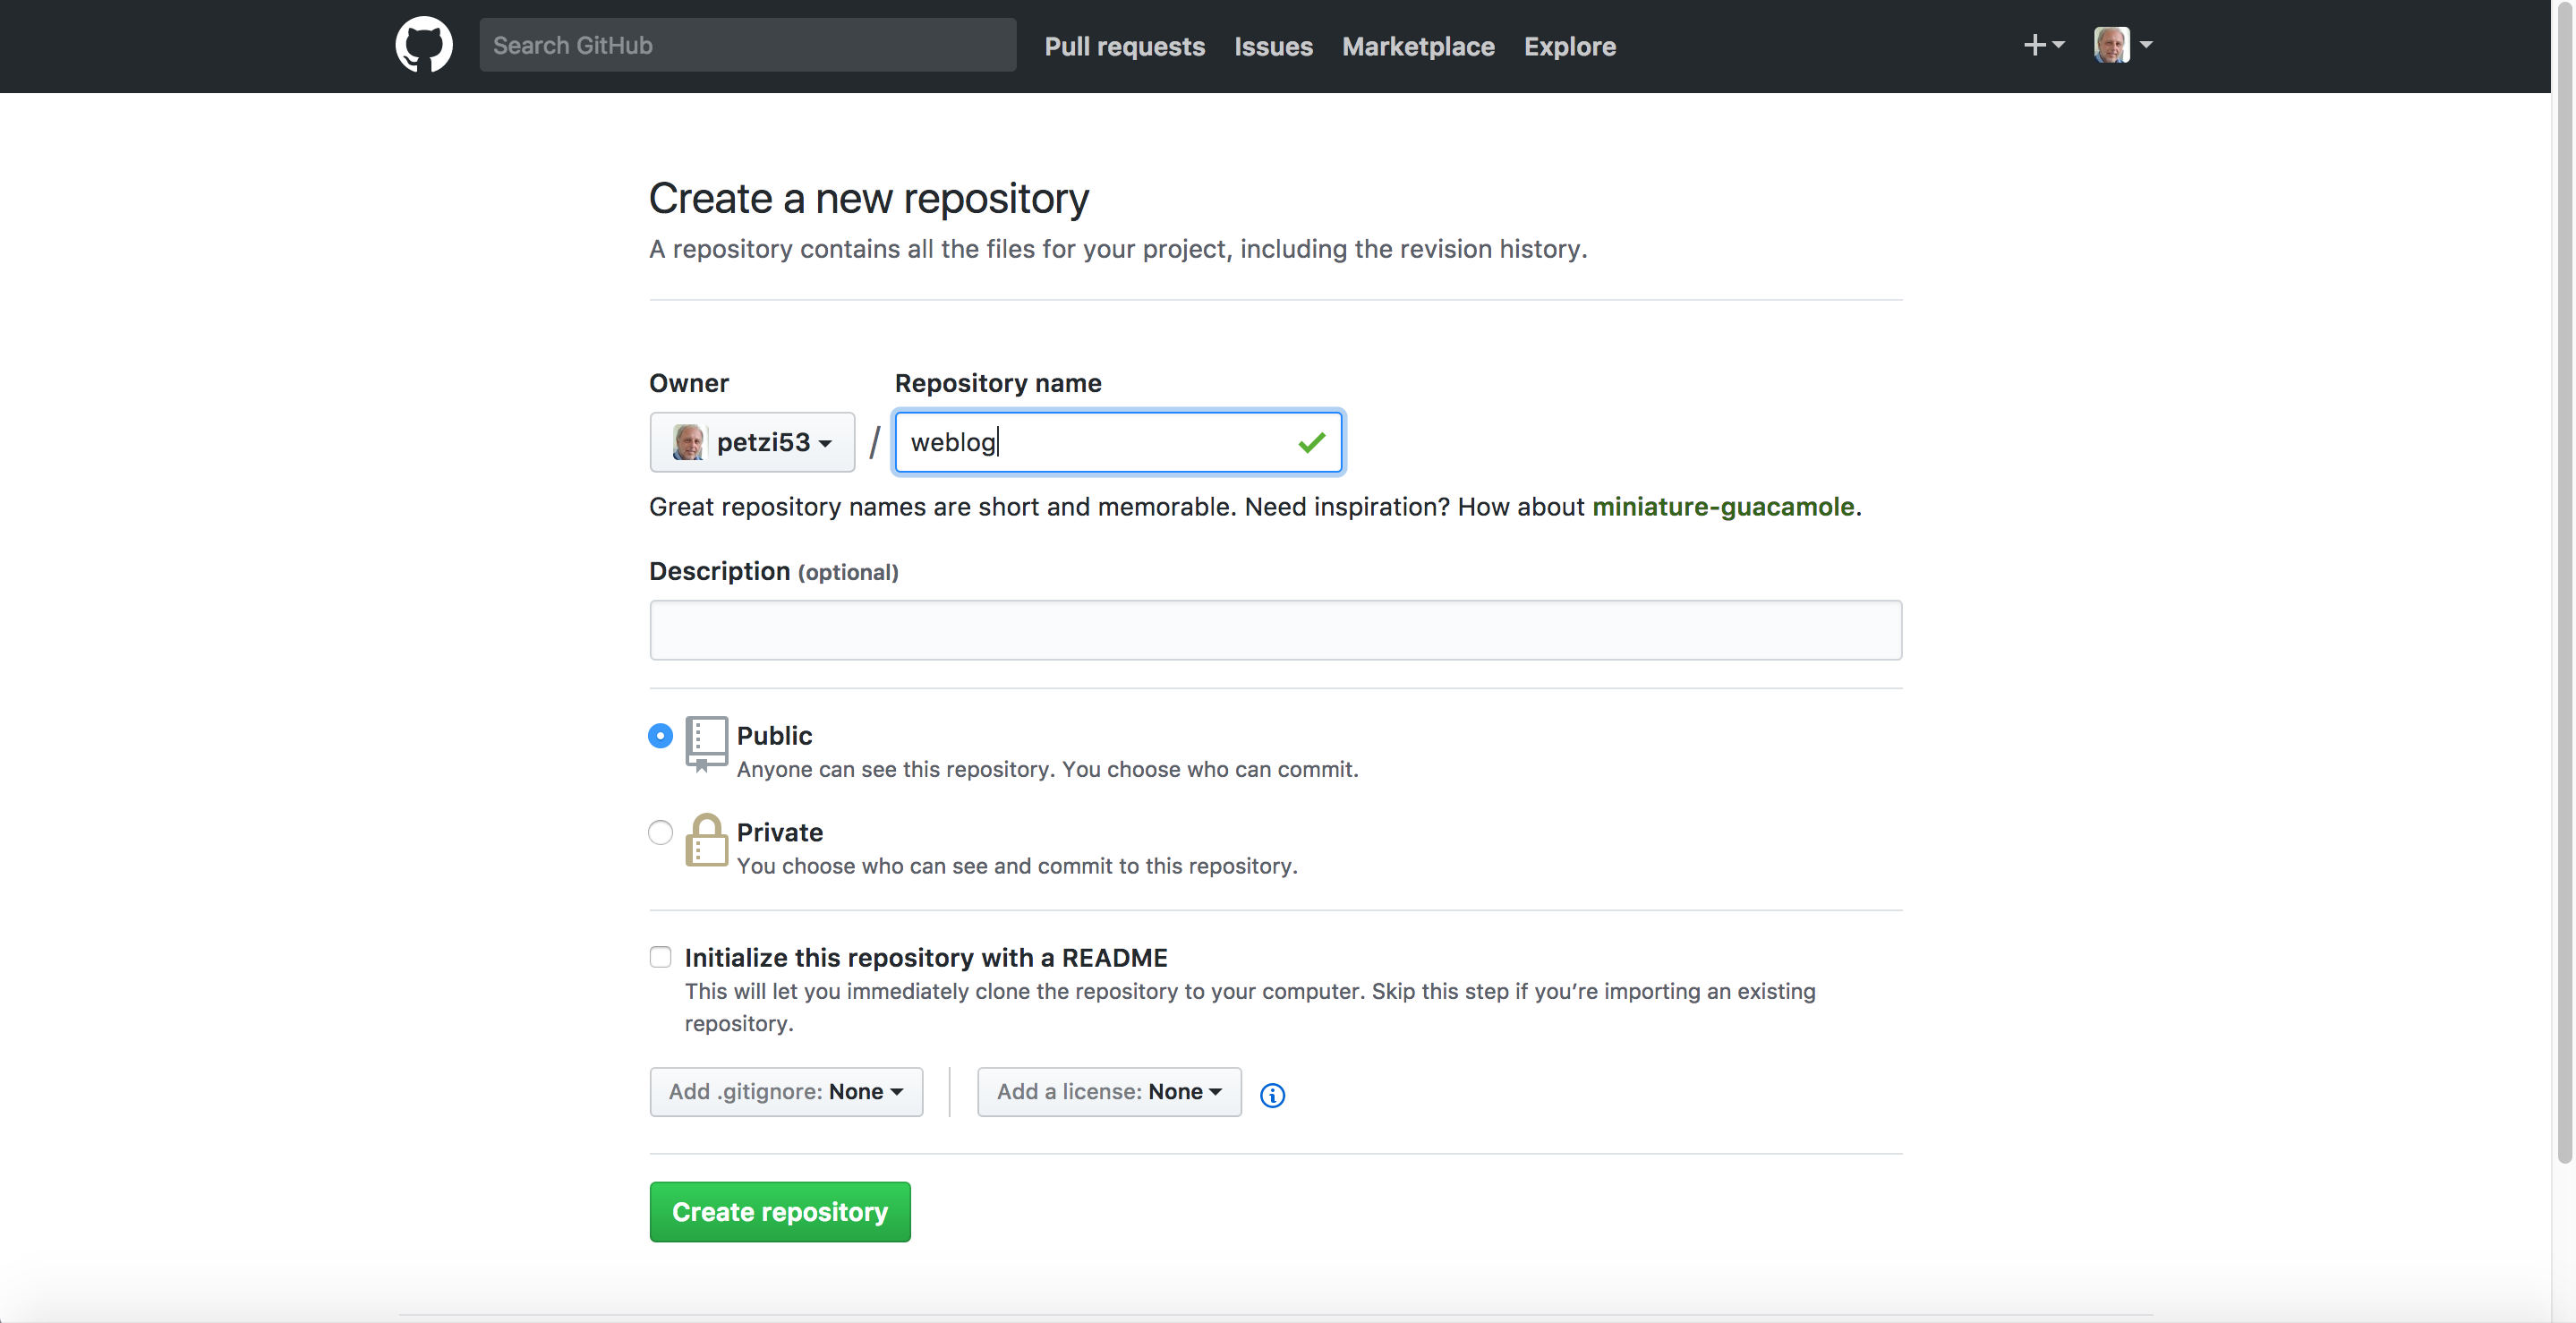 Search GitHub Pull requests Issues Marketplace Explore
Create a new repository
A repository contains all the files for your project, including the revision history.
Owner Repository name
petzi53 / weblog
Great repository names are short and memorable. Need inspiration? How about miniature-guacamole.
Description (optional)
Public
Anyone can see this repository. You choose who can commit.
Private
You choose who can see and commit to this repository.
Initialize this repository with a README
This will let you immediately clone the repository to your computer. Skip this step if you’re importing an existing
repository.
Add .gitignore: None Add a license: None
Create repository